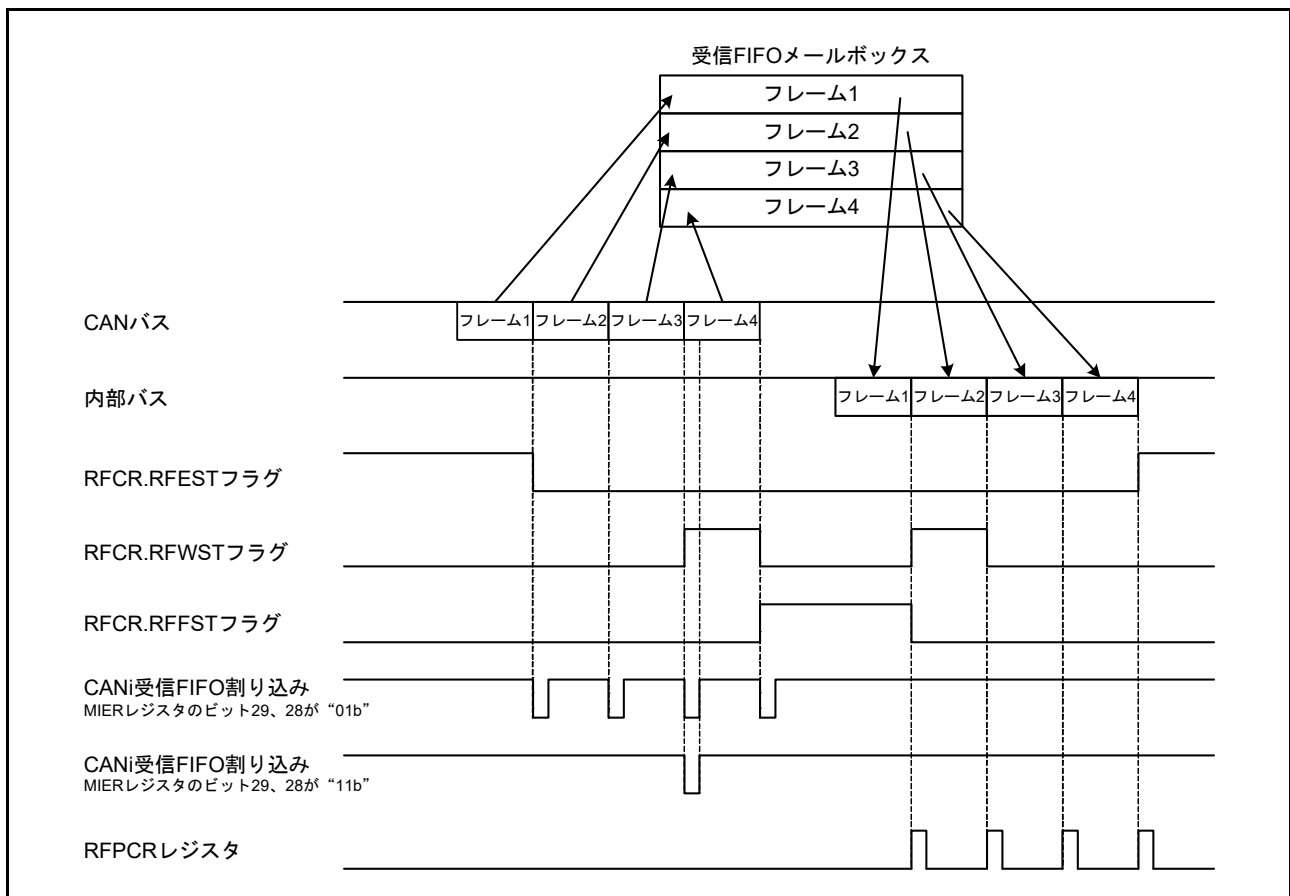 受信FIFOメールボックス
フレーム1
フレーム2
フレーム3
フレーム4
CANバス
フレーム1 フレーム2 フレーム3 フレーム4
内部バス
フレーム1 フレーム2 フレーム3 フレーム4
RFCR.RFESTフラグ
RFCR.RFWSTフラグ
RFCR.RFFSTフラグ
CANi受信FIFO割り込み
MIERレジスタのビット29、28が“01b”
CANi受信FIFO割り込み
MIERレジスタのビット29、28が“11b”
RFPCRレジスタ